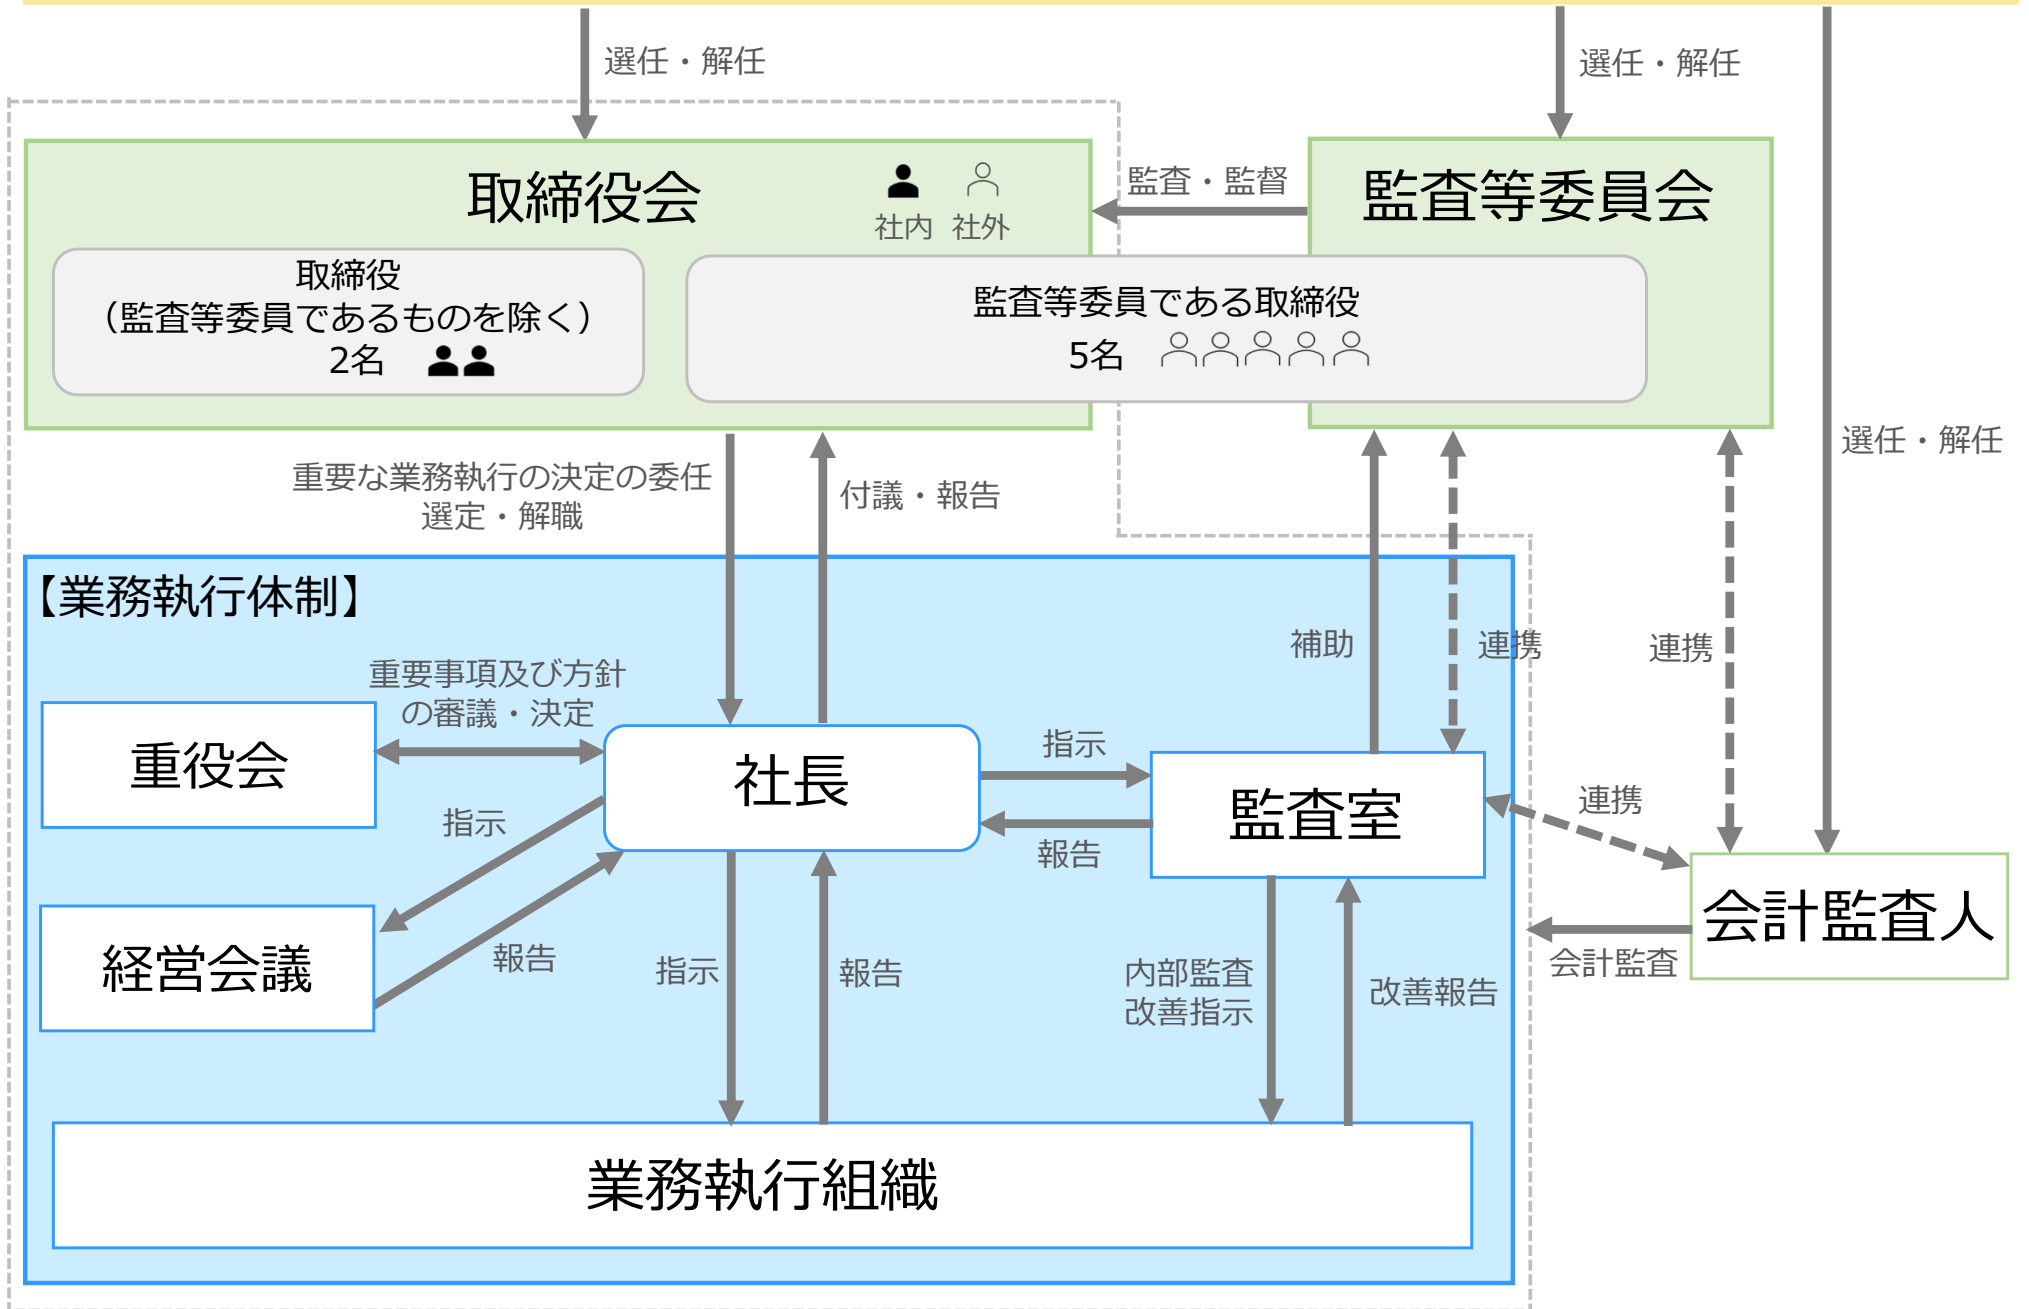 選任・解任
選任・解任
取締役会
社内 社外
監査・監督
監査等委員会
取締役
（監査等委員であるものを除く）
2名
監査等委員である取締役
5名
選任・解任
重要な業務執行の決定の委任
選定・解職
付議・報告
【業務執行体制】
補助
連携
連携
重要事項及び方針
の審議・決定
重役会
社長
指示
監査室
連携
指示
報告
会計監査人
経営会議
報告
指示
報告
内部監査
改善指示
改善報告
会計監査
業務執行組織